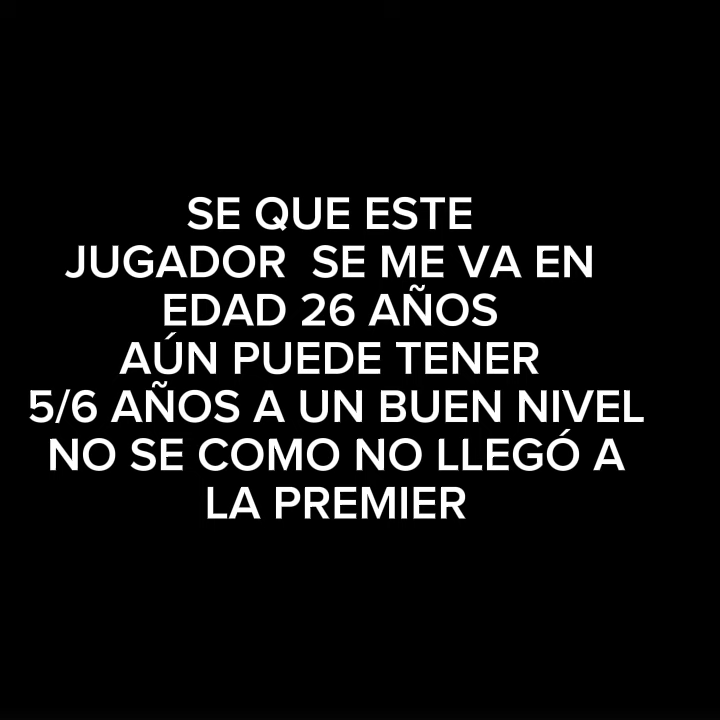 SE QUE ESTE
JUGADOR  SE ME VA EN
EDAD 26 AÑOS
AÚN PUEDE TENER
5/6 AÑOS A UN BUEN NIVEL
NO SE COMO NO LLEGÓ A
LA PREMIER